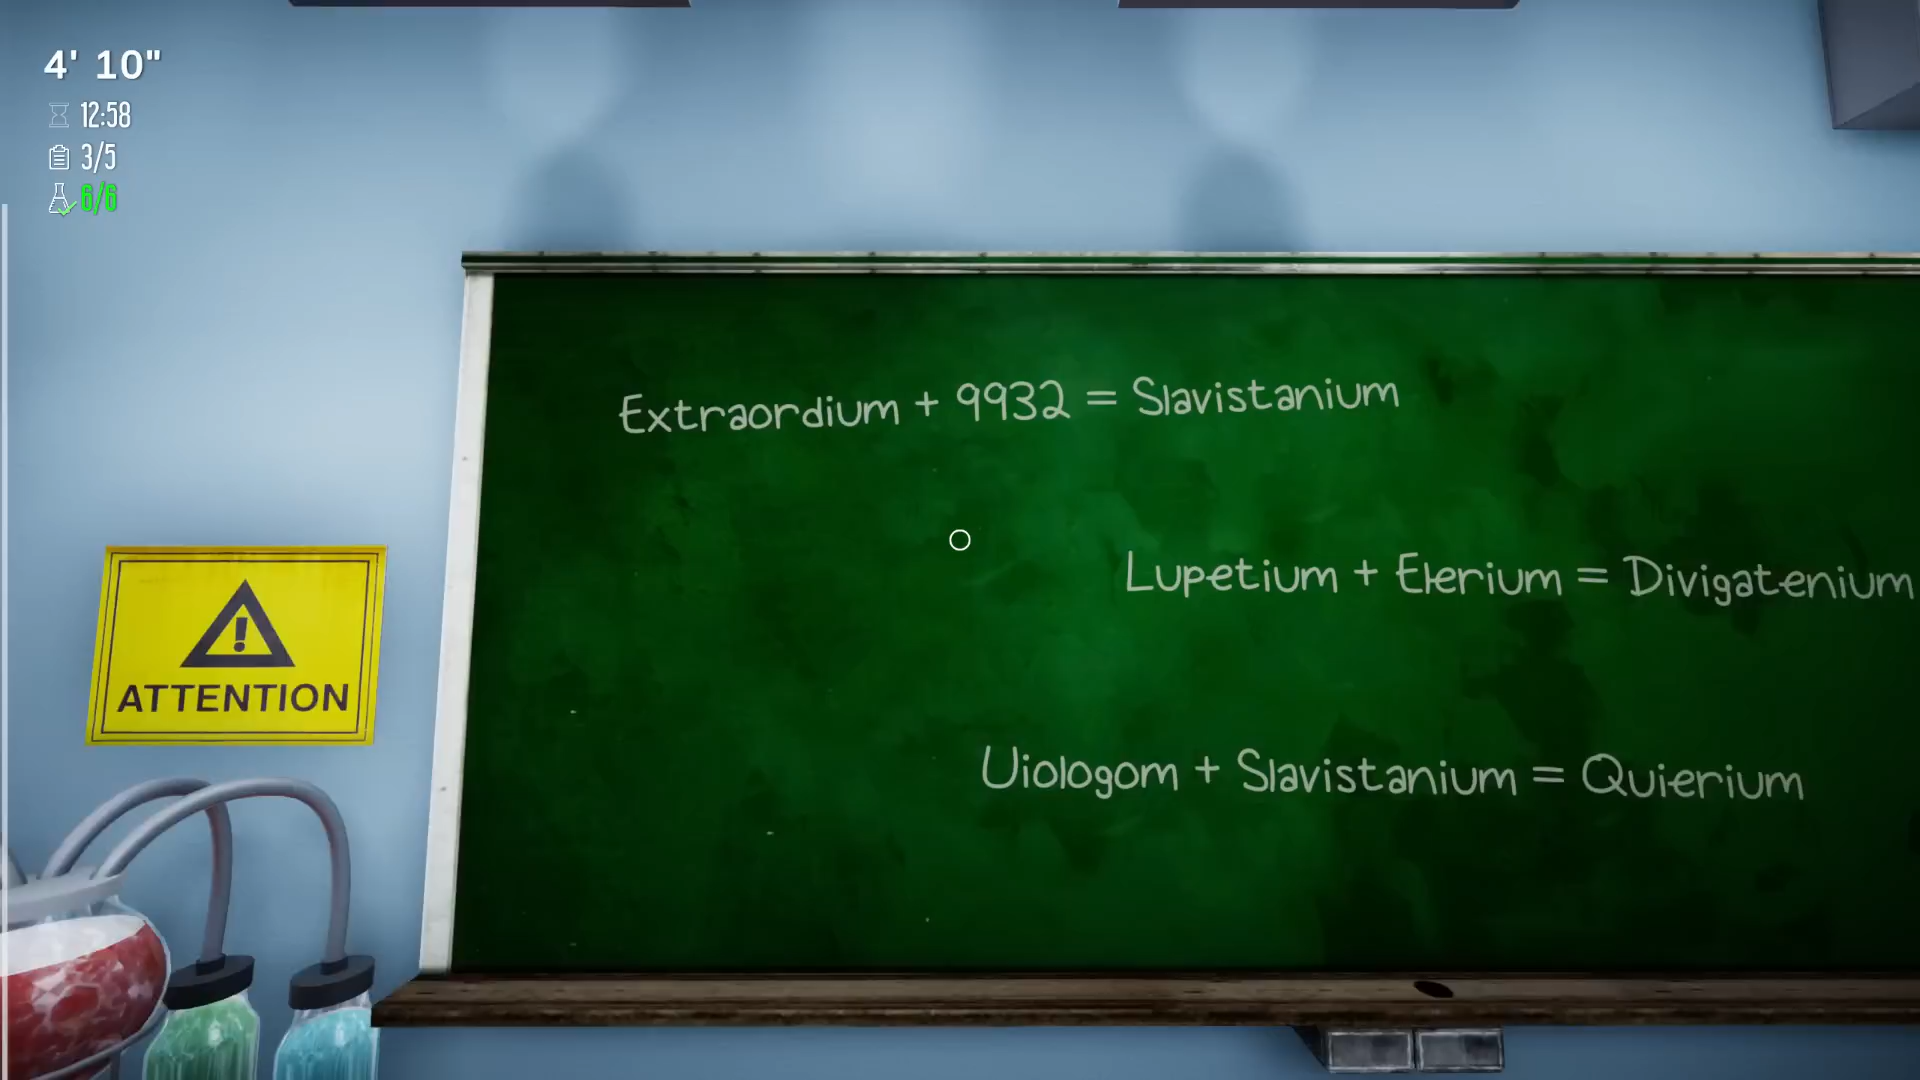 4' 10"
12:58
3/5
6/6
Extraordium + 9932 = Slavistanium
Lupetium + Elerium = Divigatenium
ATTENTION
Uiologom + Slavistanium = Quierium